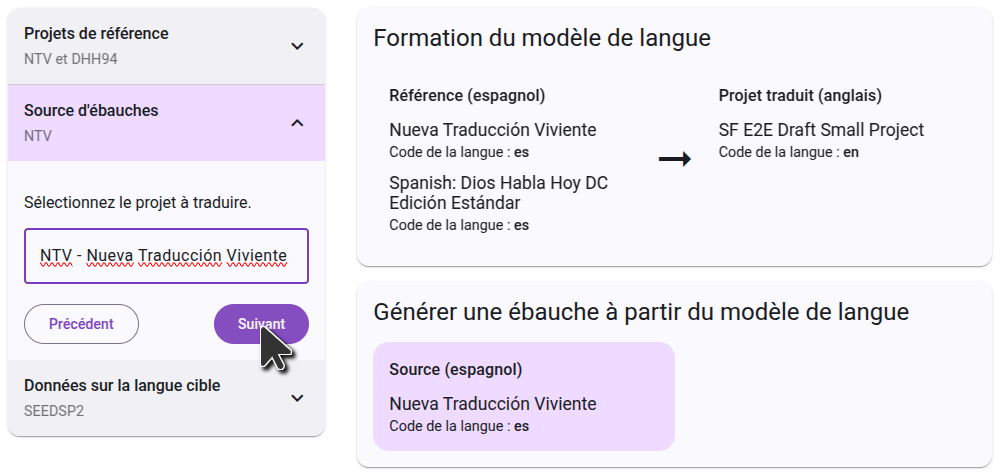 Projets de référence
NTV et DHH94
Source d'ébauches
NTV
Sélectionnez le projet à traduire.
NTV - Nueva Traducción Viviente
Précédent
Suivant
Données sur la langue cible
SEEDSP2
Formation du modèle de langue
Référence (espagnol)
Nueva Traducción Viviente
Code de la langue : es
Spanish: Dios Habla Hoy DC
Edición Estándar
Code de la langue : es
Projet traduit (anglais)
SF E2E Draft Small Project
Code de la langue : en
Générer une ébauche à partir du modèle de langue
Source (espagnol)
Nueva Traducción Viviente
Code de la langue : es